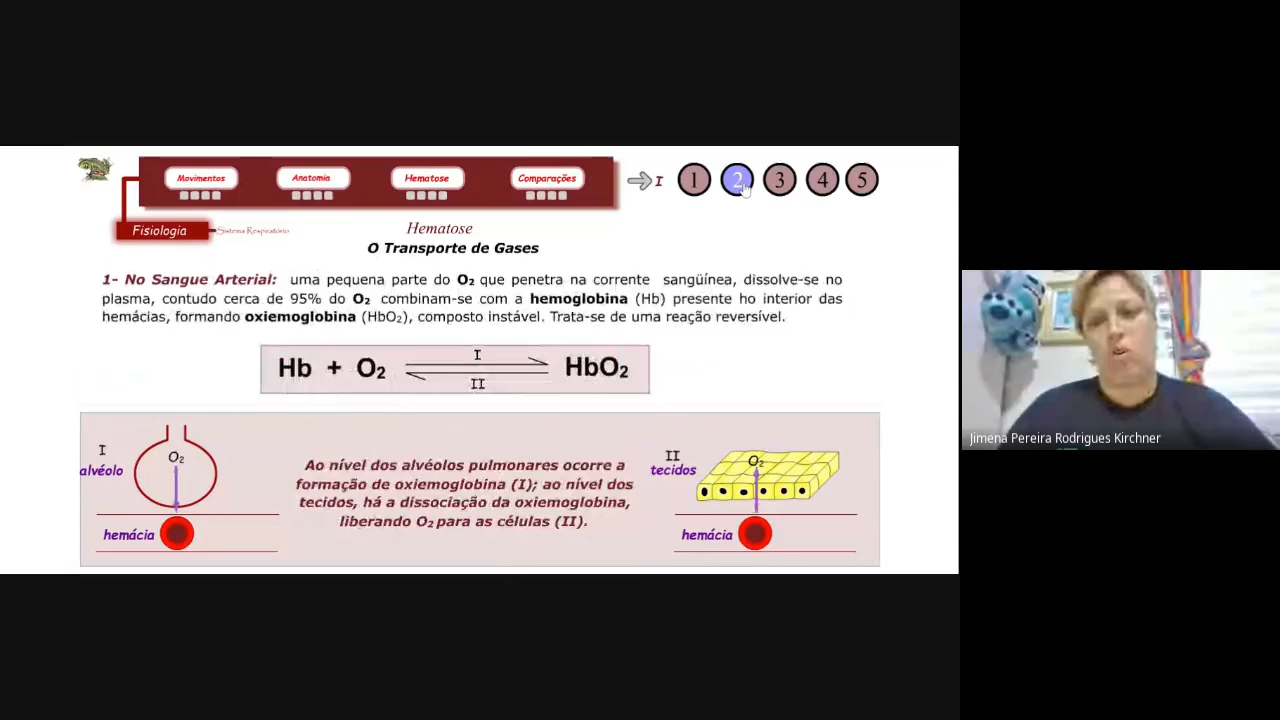 Movimentos
Anatomia
Hematose
Comparações
I
1
2
3
4
5
Fisiologia
Sistema Respiratório
Hematose
O Transporte de Gases
1- No Sangue Arterial: uma pequena parte do O₂ que penetra na corrente sangüínea, dissolve-se no
plasma, contudo cerca de 95% do O₂ combinam-se com a hemoglobina (Hb) presente ho interior das
hemácias, formando oxiemoglobina (HbO₂), composto instável. Trata-se de uma reação reversível.
Hb + O₂
I
II
HbO₂
I
alvéolo
O₂
hemácia
Ao nível dos alvéolos pulmonares ocorre a
formação de oxiemoglobina (I); ao nível dos
tecidos, há a dissociação da oxiemoglobina,
liberando O₂ para as células (II).
II
tecidos
O₂
hemácia
Jimena Pereira Rodrigues Kirchner